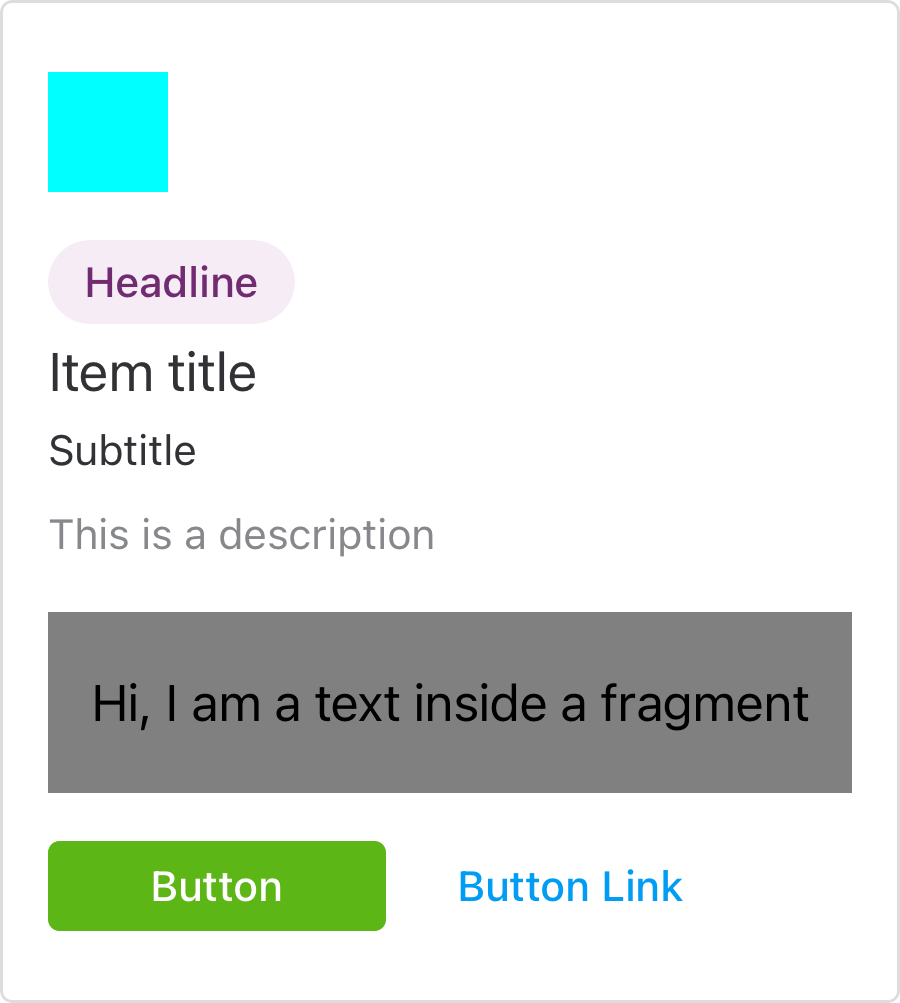 Headline
Item title
Subtitle
This is a description
Hi, I am a text inside a fragment
Button
Button Link